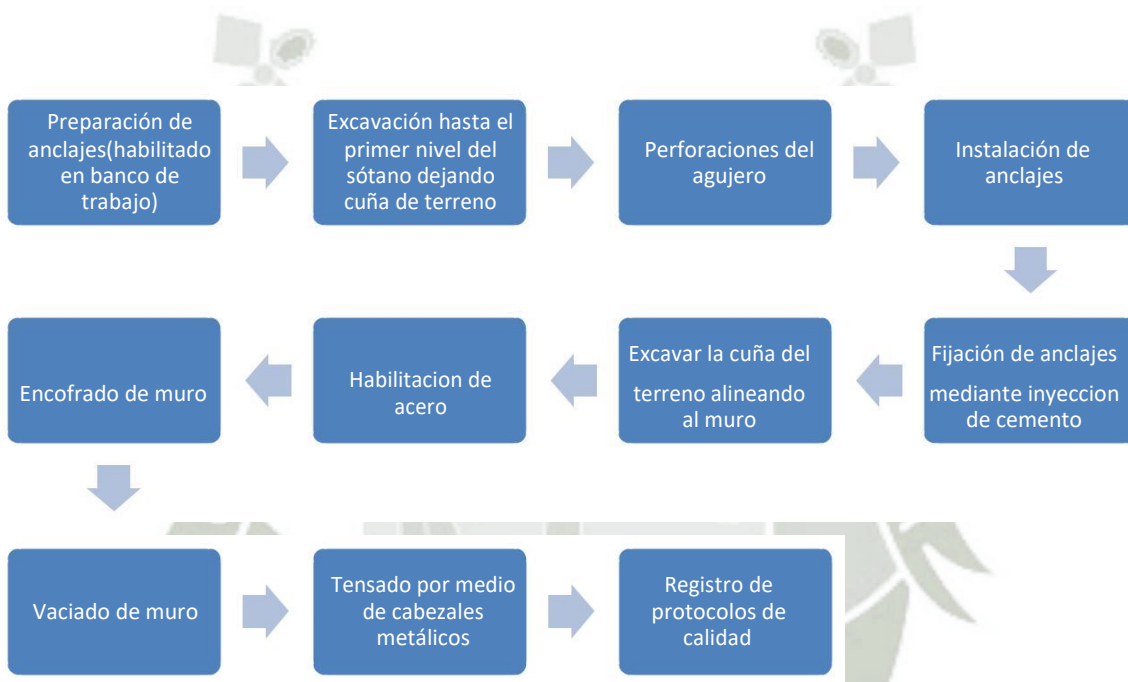 Preparación de
anclajes(habilitado
en banco de
trabajo)
Excavación hasta el
primer nivel del
sótano dejando
cuña de terreno
Perforaciones del
agujero
Instalación de
anclajes
Fijación de anclajes
mediante inyeccion
de cemento
Excavar la cuña del
terreno alineando
al muro
Habilitacion de
acero
Encofrado de muro
Vaciado de muro
Tensado por medio
de cabezales
metálicos
Registro de
protocolos de
calidad